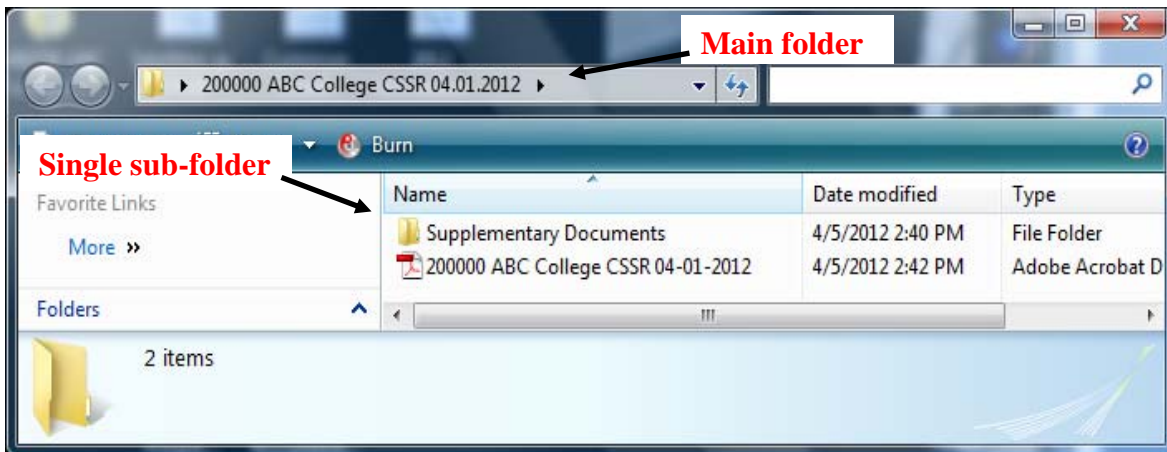 Main folder
200000 ABC College CSSR 04.01.2012
Burn
Single sub-folder
Favorite Links
More »
Folders
Name Date modified Type
Supplementary Documents 4/5/2012 2:40 PM File Folder
200000 ABC College CSSR 04-01-2012 4/5/2012 2:42 PM Adobe Acrobat D
2 items